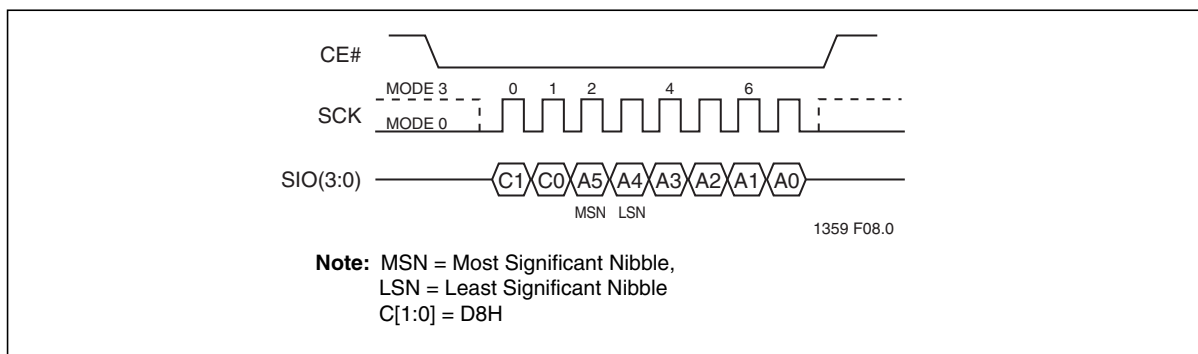 CE#
MODE 3 0 1 2 4 6
SCK
MODE 0
SIO(3:0) C1 C0 A5 A4 A3 A2 A1 A0
MSN LSN
1359 F08.0
Note: MSN = Most Significant Nibble,
LSN = Least Significant Nibble
C[1:0] = D8H